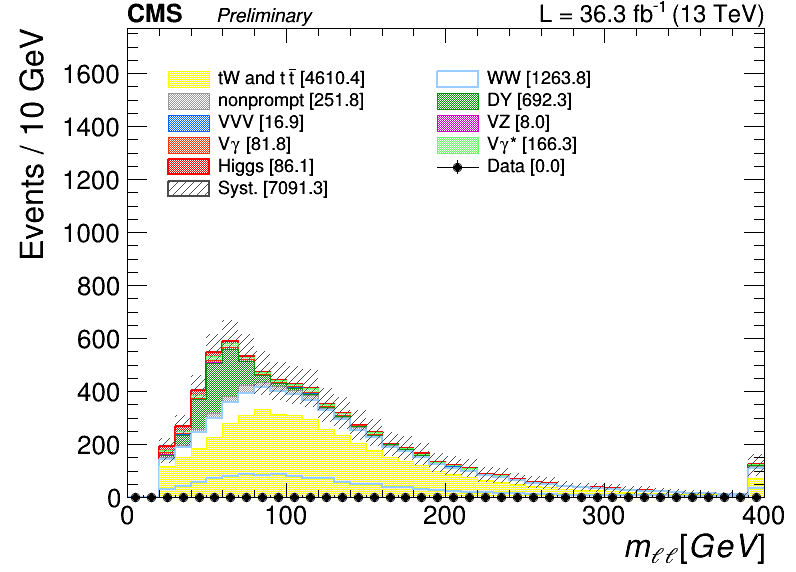 CMS Preliminary L = 36.3 fb⁻¹ (13 TeV)
Events / 10 GeV
1600
1400
1200
1000
800
600
400
200
0
tW and tt̄ [4610.4]
nonprompt [251.8]
VVV [16.9]
Vγ [81.8]
Higgs [86.1]
Syst. [7091.3]
WW [1263.8]
DY [692.3]
VZ [8.0]
Vγ* [166.3]
Data [0.0]
0 100 200 300 400
mℓℓ[GeV]